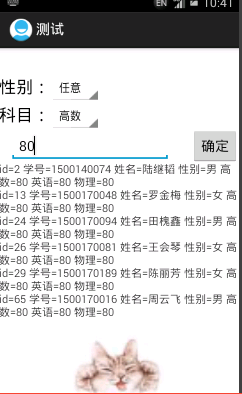 EN 10:41
测试
性别： 任意
科目： 高数
80 确定
id=2 学号=1500140074 姓名=陆继韬 性别=男 高
数=80 英语=80 物理=80
id=13 学号=1500170048 姓名=罗金梅 性别=女 高
数=80 英语=80 物理=80
id=24 学号=1500170094 姓名=田槐鑫 性别=男 高
数=80 英语=80 物理=80
id=26 学号=1500170081 姓名=王会琴 性别=女 高
数=80 英语=80 物理=80
id=29 学号=1500170189 姓名=陈丽芳 性别=女 高
数=80 英语=80 物理=80
id=65 学号=1500170016 姓名=周云飞 性别=男 高
数=80 英语=80 物理=80